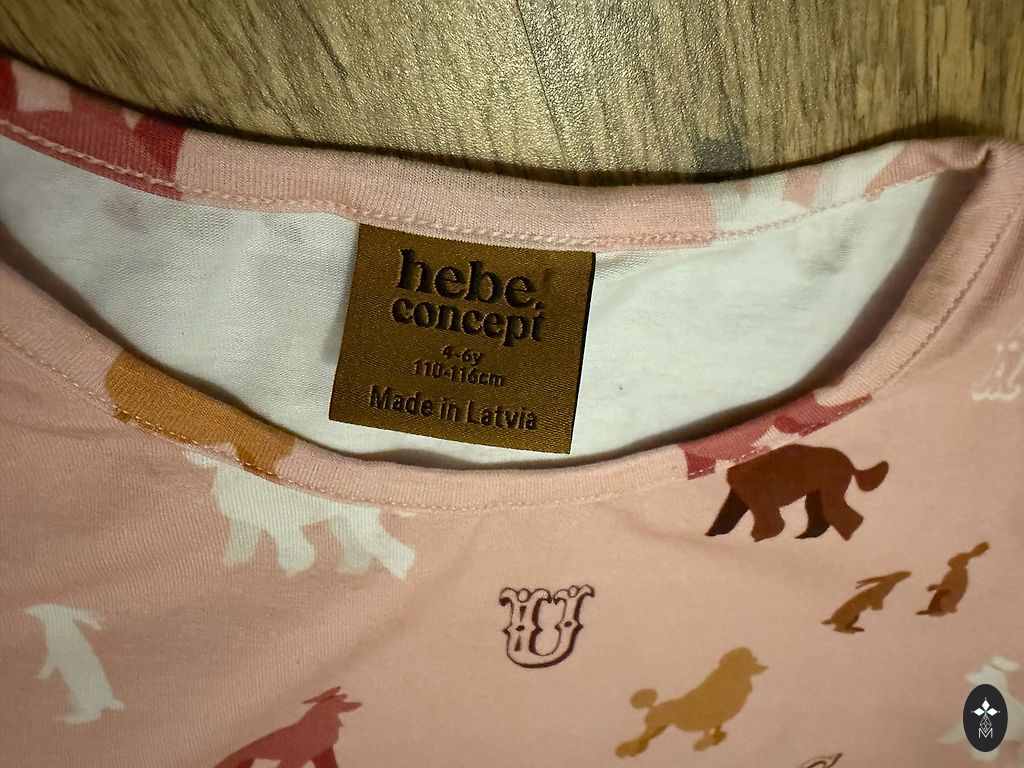 hebe.
concept
4-6y
110-116cm
Made in Latvia
U
M